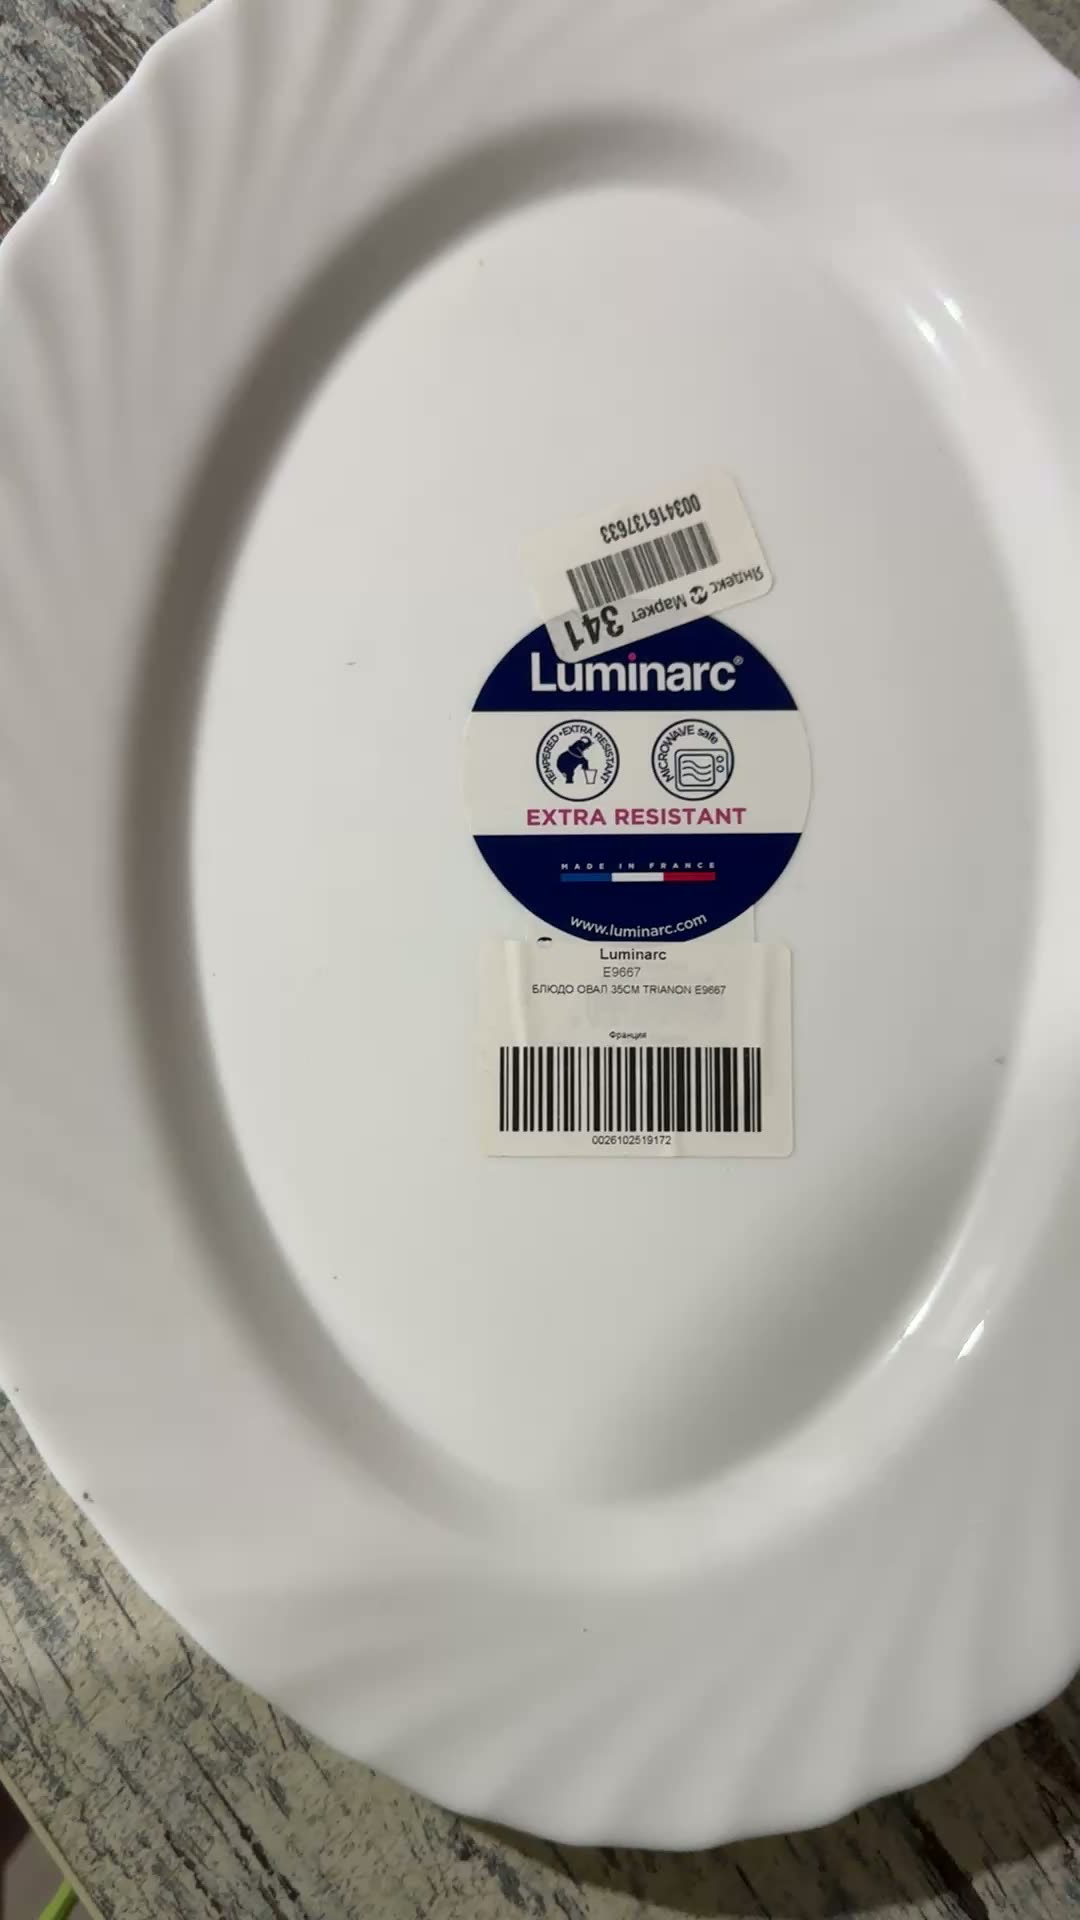 003416137633
Яндекс Маркет
341
Luminarc®
TEMPERED•EXTRA RESISTANT
MICROWAVE safe
EXTRA RESISTANT
MADE IN FRANCE
www.luminarc.com
Luminarc
E9667
БЛЮДО ОВАЛ 35СМ TRIANON E9667
Франция
0026102519172